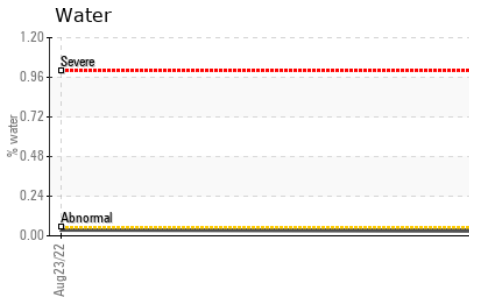 Water
1.20
Severe
0.96
0.72
% water
0.48
0.24
Abnormal
0.00
Aug23/22